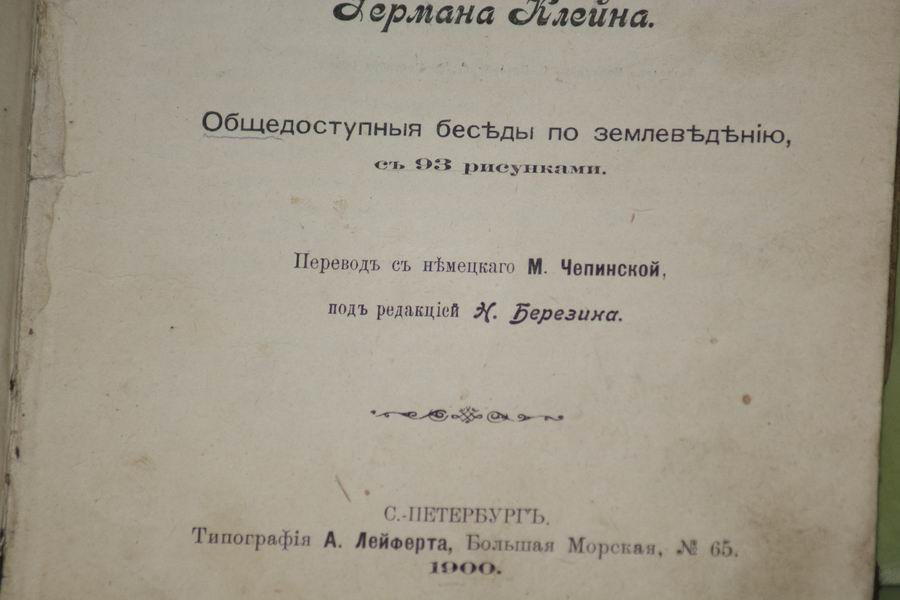 Германа Клейна.
Общедоступныя бесѣды по землевѣдѣнію,
съ 93 рисунками.
Переводъ съ нѣмецкаго М. Чепинской,
подъ редакціей Н. Березина.
С.-ПЕТЕРБУРГЪ.
Типографія А. Лейферта, Большая Морская, № 65.
1900.